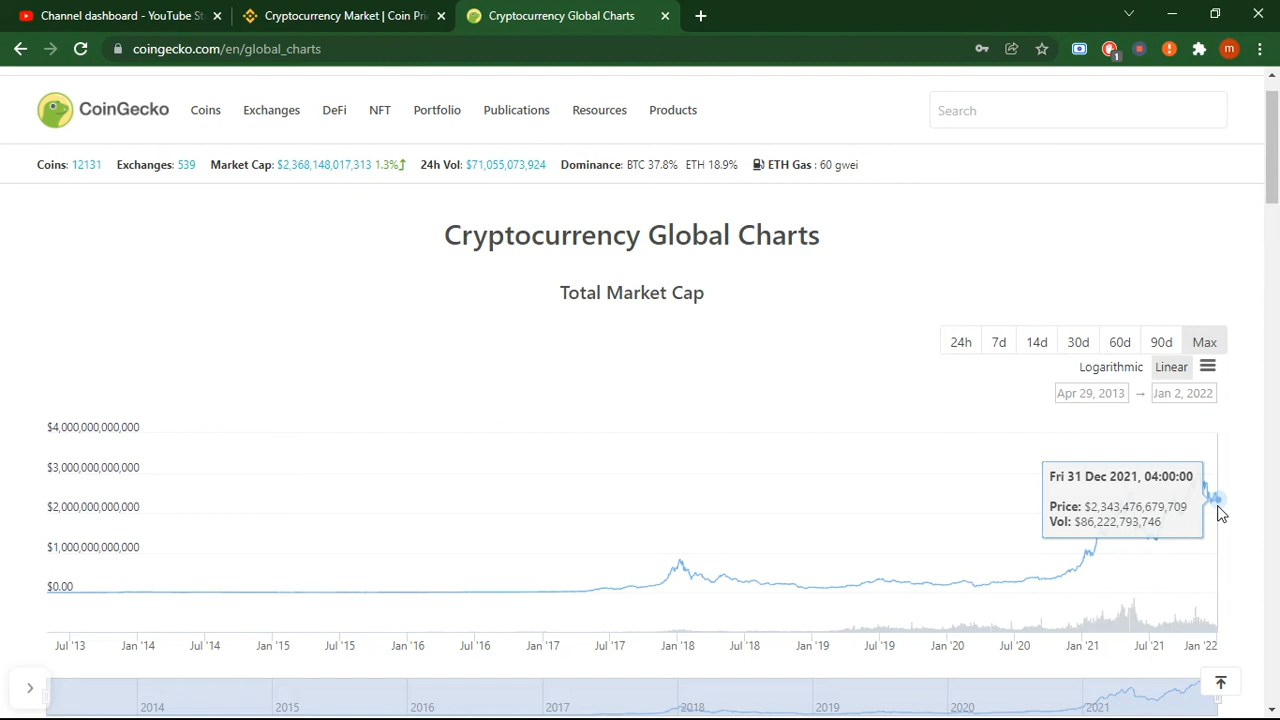 Channel dashboard - YouTube St
Cryptocurrency Market | Coin Pri
Cryptocurrency Global Charts
coingecko.com/en/global_charts
1
m
CoinGecko
Coins
Exchanges
DeFi
NFT
Portfolio
Publications
Resources
Products
Search
Coins: 12131 Exchanges: 539 Market Cap: $2,368,148,017,313 1.3% 24h Vol: $71,055,073,924 Dominance: BTC 37.8% ETH 18.9% ETH Gas : 60 gwei
Cryptocurrency Global Charts
Total Market Cap
24h 7d 14d 30d 60d 90d Max
Logarithmic Linear
Apr 29, 2013 → Jan 2, 2022
$4,000,000,000,000
$3,000,000,000,000
$2,000,000,000,000
$1,000,000,000,000
$0.00
Fri 31 Dec 2021, 04:00:00
Price: $2,343,476,679,709
Vol: $86,222,793,746
Jul '13 Jan '14 Jul '14 Jan '15 Jul '15 Jan '16 Jul '16 Jan '17 Jul '17 Jan '18 Jul '18 Jan '19 Jul '19 Jan '20 Jul '20 Jan '21 Jul '21 Jan '22
2014 2015 2016 2017 2018 2019 2020 2021